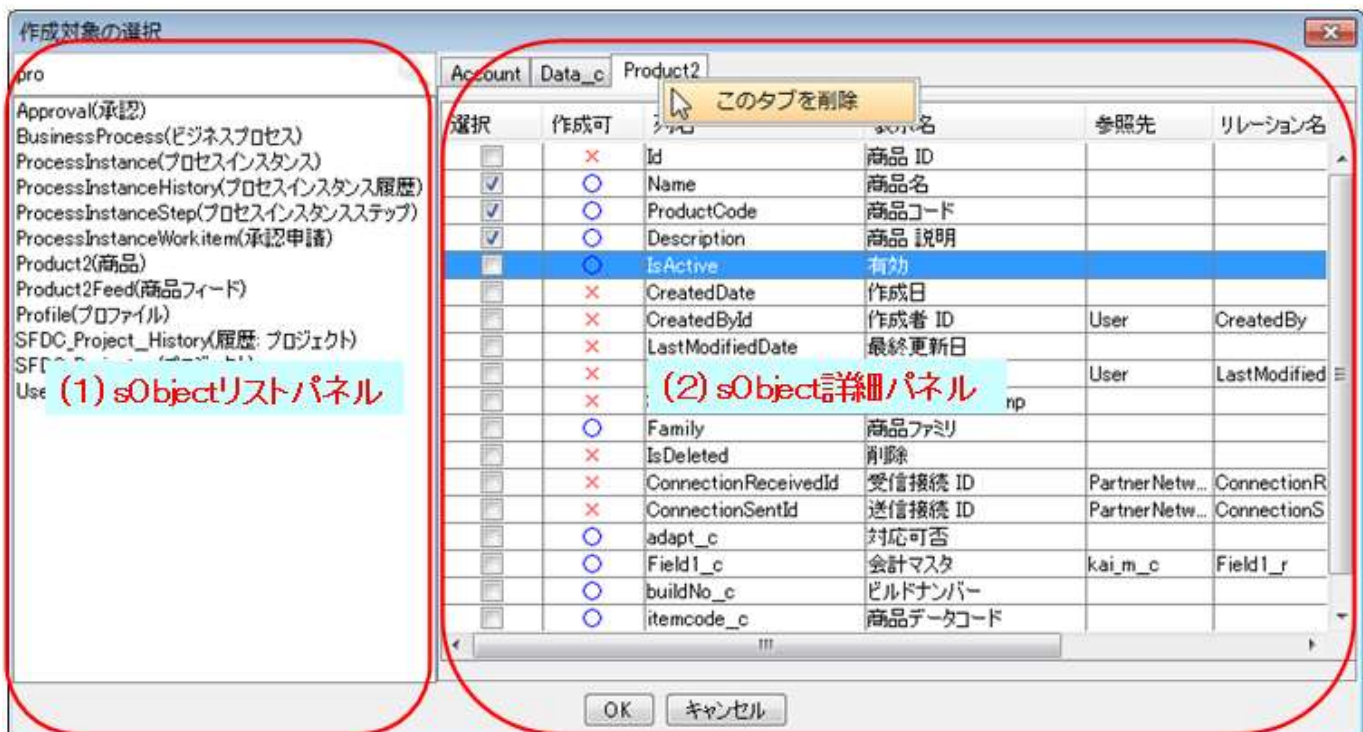 作成対象の選択
pro
Approval(承認)
BusinessProcess(ビジネスプロセス)
ProcessInstance(プロセスインスタンス)
ProcessInstanceHistory(プロセスインスタンス履歴)
ProcessInstanceStep(プロセスインスタンスステップ)
ProcessInstanceWorkitem(承認申請)
Product2(商品)
Product2Feed(商品フィード)
Profile(プロファイル)
SFDC_Project_History(履歴: プロジェクト)
(1) sObjectリストパネル
Account Data_c Product2
このタブを削除
選択 作成可 参照先 リレーション名
× Id 商品 ID
○ Name 商品名
○ ProductCode 商品コード
○ Description 商品 説明
○ IsActive 有効
× CreatedDate 作成日
× CreatedById 作成者 ID User CreatedBy
× LastModifiedDate 最終更新日
× User LastModified
(2) sObject詳細パネル
× mp
○ Family 商品ファミリ
× IsDeleted 削除
× ConnectionReceivedId 受信接続 ID PartnerNetw... ConnectionR
× ConnectionSentId 送信接続 ID PartnerNetw... ConnectionS
○ adapt_c 対応可否
○ Field1_c 会計マスタ kai_m_c Field1_r
○ buildNo_c ビルドナンバー
○ itemcode_c 商品データコード
OK キャンセル